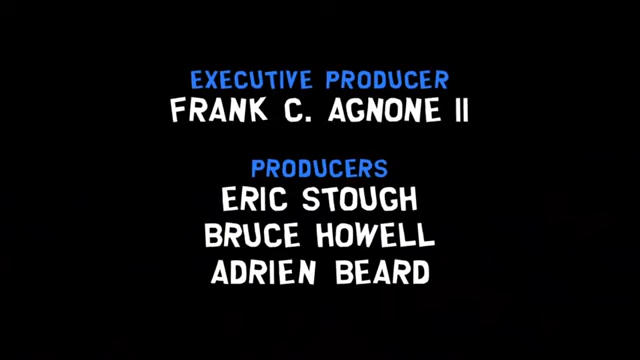 EXECUTIVE PRODUCER
FRANK C. AGNONE II
PRODUCERS
ERIC STOUGH
BRUCE HOWELL
ADRIEN BEARD